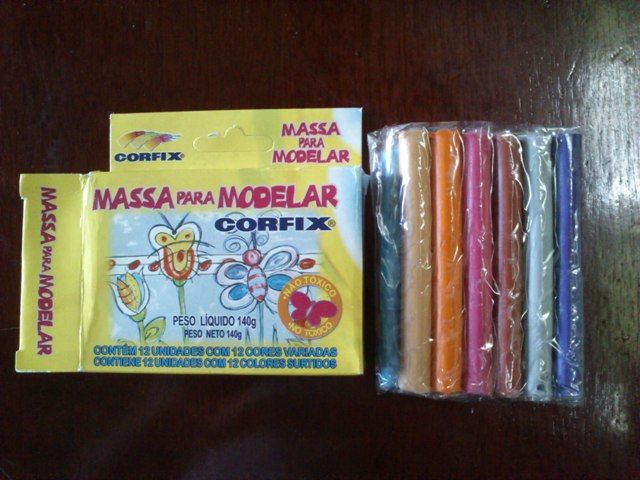 CORFIX®
MASSA
PARA
MODELAR
MASSA PARA MODELAR
MASSA PARA MODELAR
CORFIX®
•NÃO TÓXICO•
NO TÓXICO
PESO LÍQUIDO 140g
PESO NETO 140g
CONTÉM 12 UNIDADES COM 12 CORES VARIADAS
CONTIENE 12 UNIDADES COM 12 COLORES SURTIDOS